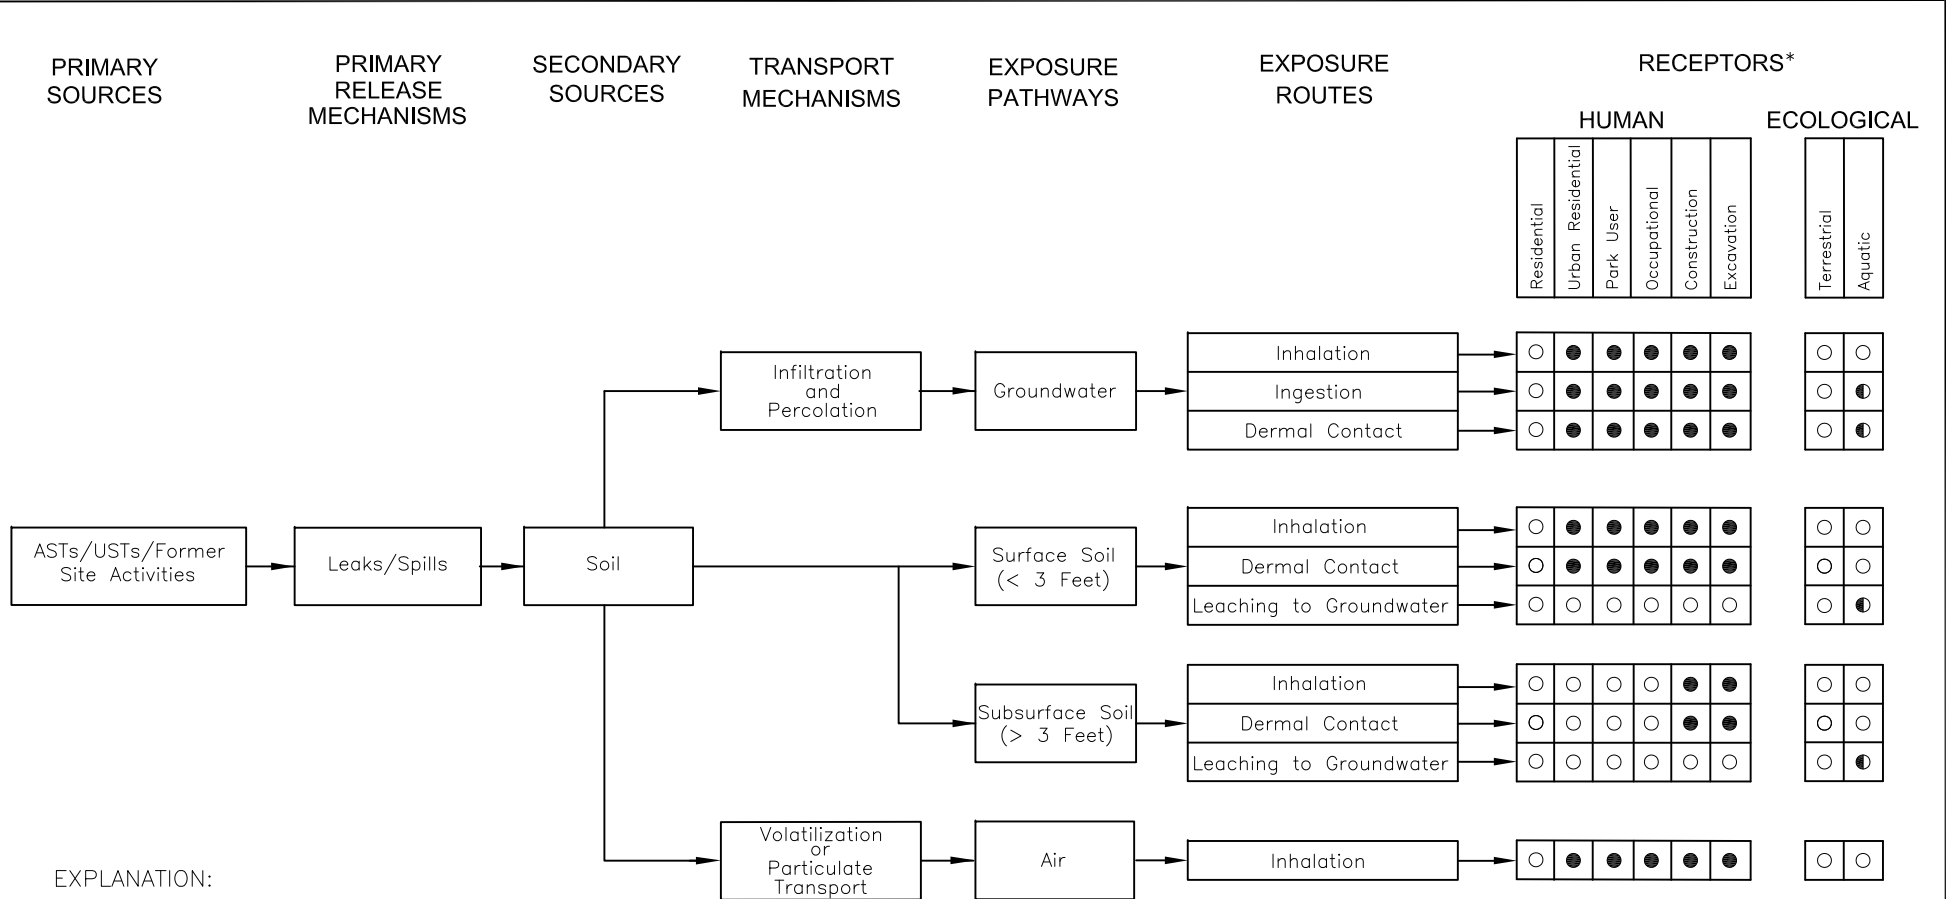 PRIMARY
SOURCES
PRIMARY
RELEASE
MECHANISMS
SECONDARY
SOURCES
TRANSPORT
MECHANISMS
EXPOSURE
PATHWAYS
EXPOSURE
ROUTES
RECEPTORS*
HUMAN
ECOLOGICAL
Residential
Urban Residential
Park User
Occupational
Construction
Excavation
Terrestrial
Aquatic
Infiltration
and
Percolation
Groundwater
Inhalation
Ingestion
Dermal Contact
ASTs/USTs/Former
Site Activities
Leaks/Spills
Soil
Surface Soil
(< 3 Feet)
Inhalation
Dermal Contact
Leaching to Groundwater
Subsurface Soil
(> 3 Feet)
Inhalation
Dermal Contact
Leaching to Groundwater
Volatilization
or
Particulate
Transport
Air
Inhalation
EXPLANATION: